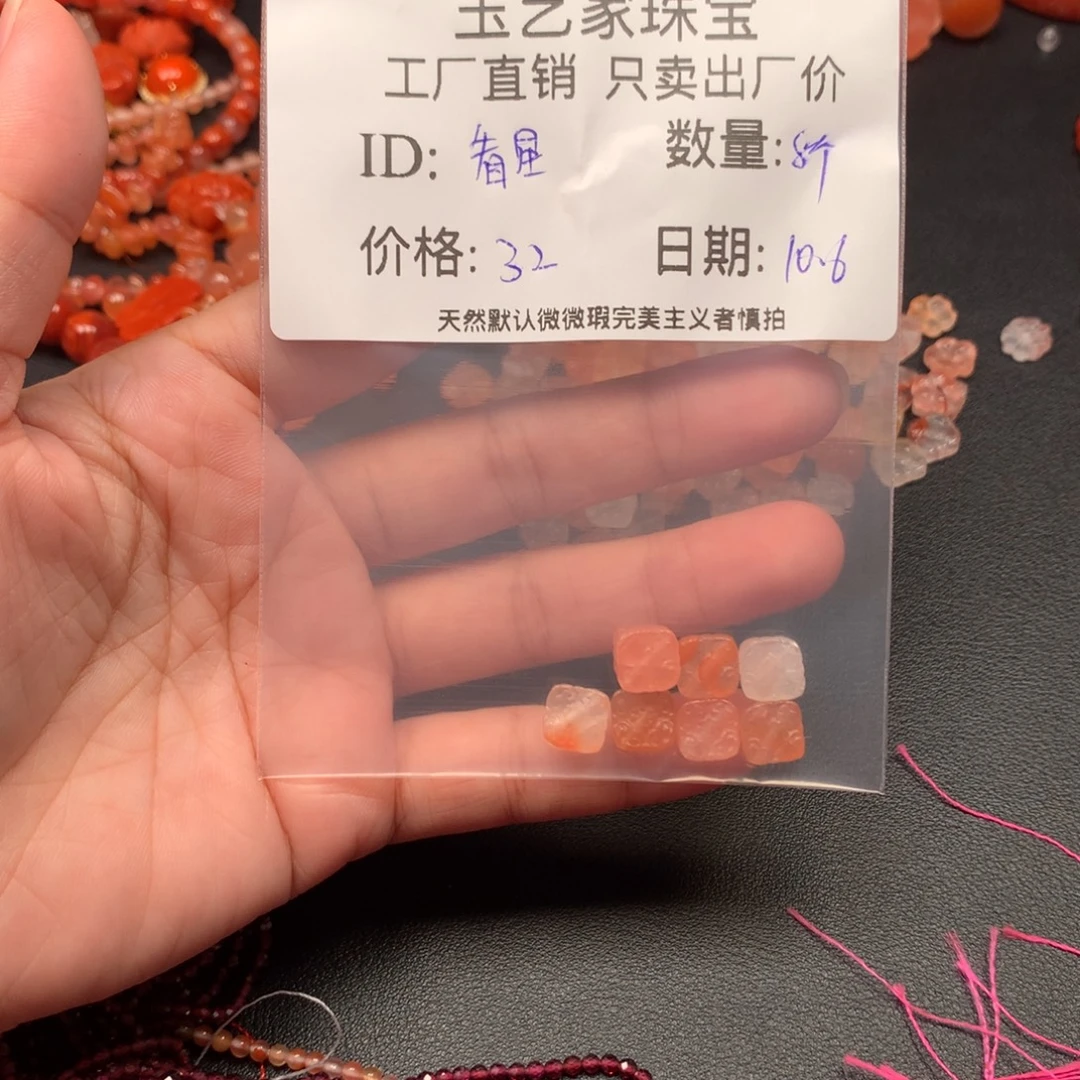 玉艺家珠宝
工厂直销 只卖出厂价
ID: 数量:8个
价格:32 日期:10.6
天然默认微微瑕完美主义者慎拍